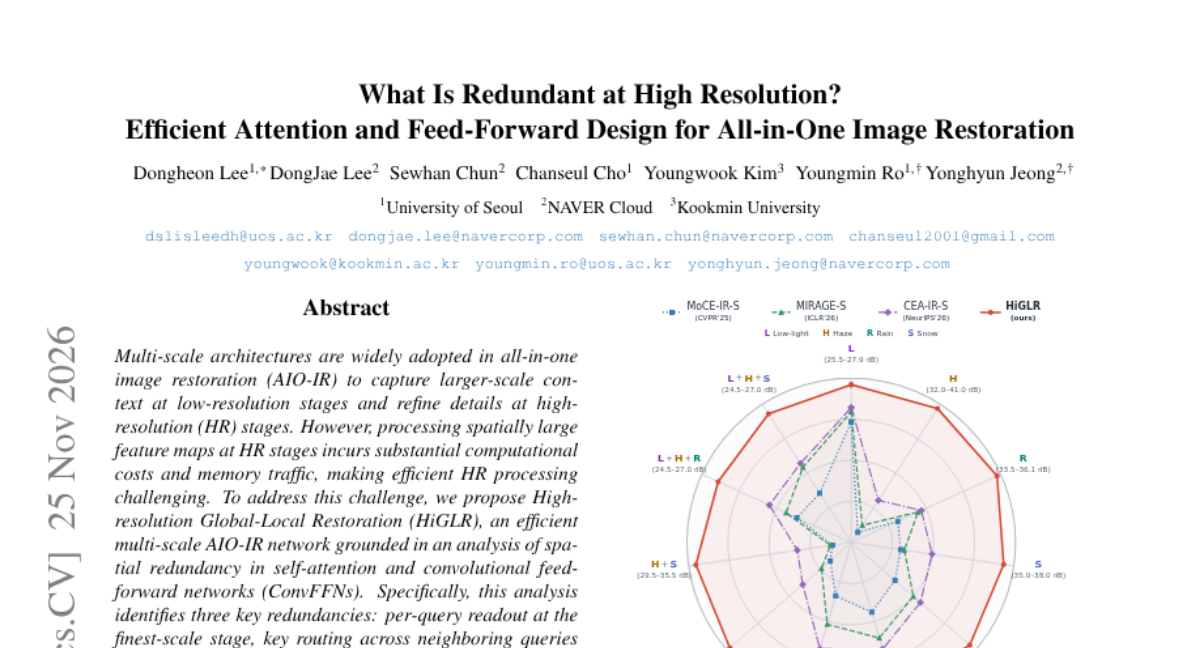 What Is Redundant at High Resolution?
Efficient Attention and Feed-Forward Design for All-in-One Image Restoration
Dongheon Lee1,* DongJae Lee2 Sewhan Chun2 Chanseul Cho1 Youngwook Kim3 Youngmin Ro1,† Yonghyun Jeong2,†
1University of Seoul 2NAVER Cloud 3Kookmin University
dslisleedh@uos.ac.kr dongjae.lee@navercorp.com sewhan.chun@navercorp.com chanseul2001@gmail.com
youngwook@kookmin.ac.kr youngmin.ro@uos.ac.kr yonghyun.jeong@navercorp.com
cs.CV] 25 Nov 2026
Abstract
Multi-scale architectures are widely adopted in all-in-one
image restoration (AIO-IR) to capture larger-scale con-
text at low-resolution stages and refine details at high-
resolution (HR) stages. However, processing spatially large
feature maps at HR stages incurs substantial computational
costs and memory traffic, making efficient HR processing
challenging. To address this challenge, we propose High-
resolution Global-Local Restoration (HiGLR), an efficient
multi-scale AIO-IR network grounded in an analysis of spa-
tial redundancy in self-attention and convolutional feed-
forward networks (ConvFFNs). Specifically, this analysis
identifies three key redundancies: per-query readout at the
finest-scale stage, key routing across neighboring queries
MoCE-IR-S MIRAGE-S CEA-IR-S HiGLR
(CVPR'25) (ICLR'26) (NeurIPS'26) (ours)
L Low-light H Haze R Rain S Snow
L
(25.5–27.9 dB)
L+H+S
(24.5–27.0 dB)
H
(32.0–41.0 dB)
L+H+R
(24.5–27.0 dB)
R
(33.5–36.1 dB)
H+S
(29.5–35.5 dB)
S
(35.0–38.0 dB)